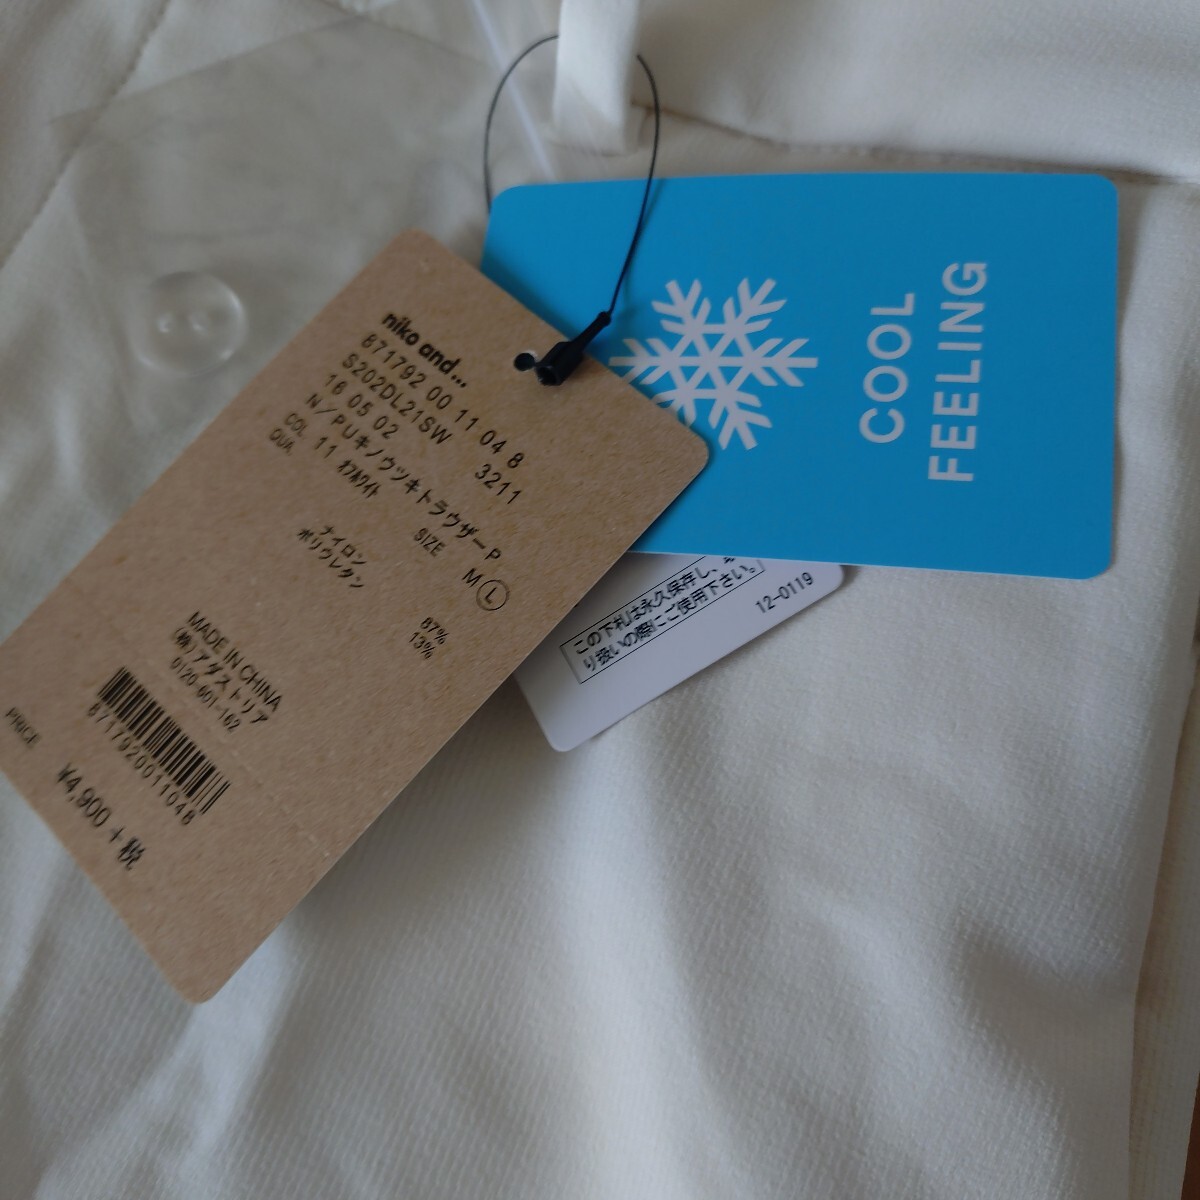 niko and...
871792 00 11 04 8
S202DL21SW 3211
16 05 02
N/PUキノウツキトラウザーP
COL 11 ｵﾌﾎﾜｲﾄ SIZE M L
QUA
ナイロン 87%
ポリウレタン 13%
MADE IN CHINA
(株)アダストリア
0120-601-162
8717920011048
PRICE ¥4,900+税
COOL
FEELING
この下札は永久保存し、
り扱いの際にご使用下さい。
12-0119